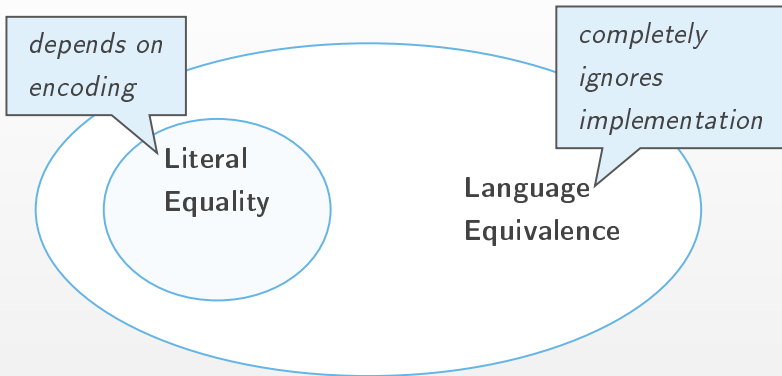 depends on
encoding
completely
ignores
implementation
Literal
Equality
Language
Equivalence